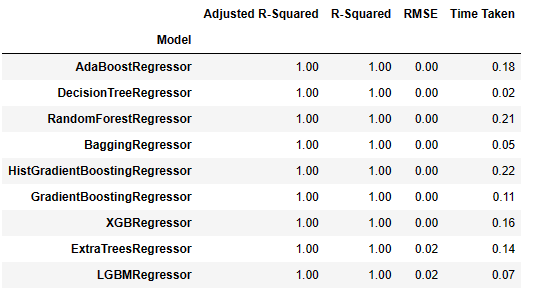 Adjusted R-Squared R-Squared RMSE Time Taken
Model
AdaBoostRegressor 1.00 1.00 0.00 0.18
DecisionTreeRegressor 1.00 1.00 0.00 0.02
RandomForestRegressor 1.00 1.00 0.00 0.21
BaggingRegressor 1.00 1.00 0.00 0.05
HistGradientBoostingRegressor 1.00 1.00 0.00 0.22
GradientBoostingRegressor 1.00 1.00 0.00 0.11
XGBRegressor 1.00 1.00 0.00 0.16
ExtraTreesRegressor 1.00 1.00 0.02 0.14
LGBMRegressor 1.00 1.00 0.02 0.07